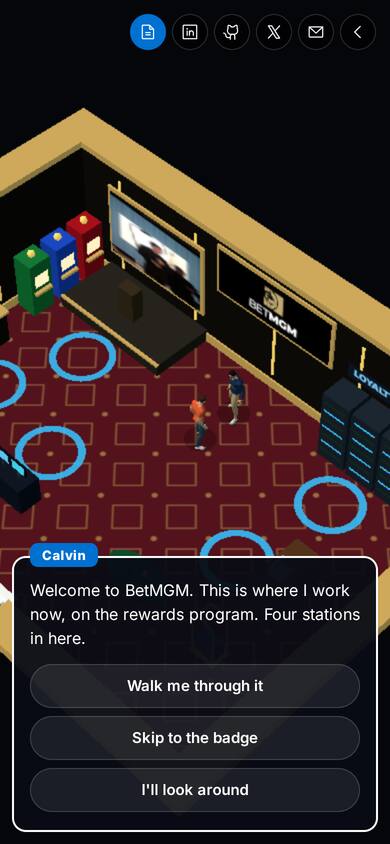 BETMGM
LOYALT
Calvin
Welcome to BetMGM. This is where I work
now, on the rewards program. Four stations
in here.
Walk me through it
Skip to the badge
I'll look around